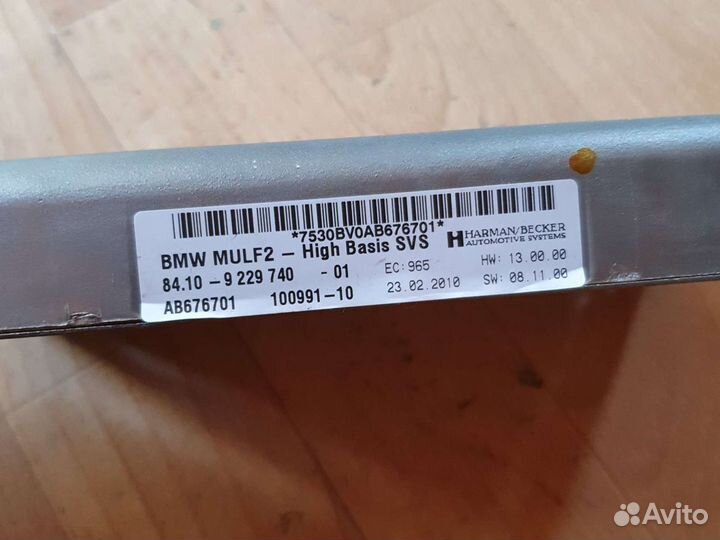 *7530BV0AB676701*
BMW MULF2 - High Basis SVS
HARMAN/BECKER
AUTOMOTIVE SYSTEMS
84.10 - 9 229 740 - 01
EC: 965
HW: 13.00.00
AB676701 100991-10
23.02.2010
SW: 08.11.00
Avito